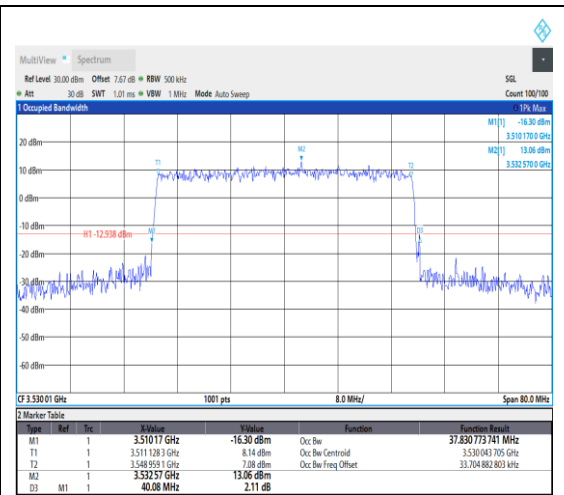 MultiView Spectrum
Ref Level 30.00 dBm Offset 7.67 dB RBW 500 kHz SGL
Att 30 dB SWT 1.01 ms VBW 1 MHz Mode Auto Sweep Count 100/100
1 Occupied Bandwidth 1Pk Max
M1[1] -16.30 dBm
3.510 170 0 GHz
M2[1] 13.06 dBm
3.532 570 0 GHz
20 dBm
M2
T1 T2
10 dBm
0 dBm
-10 dBm
H1 -12.938 dBm M1 D3
-20 dBm
-30 dBm
-40 dBm
-50 dBm
-60 dBm
CF 3.530 01 GHz 1001 pts 8.0 MHz/ Span 80.0 MHz
2 Marker Table
Type Ref Trc X-Value Y-Value Function Function Result
M1 1 3.510 17 GHz -16.30 dBm Occ Bw 37.830 773 741 MHz
T1 1 3.511 128 3 GHz 8.14 dBm Occ Bw Centroid 3.530 043 705 GHz
T2 1 3.548 959 1 GHz 7.08 dBm Occ Bw Freq Offset 33.704 882 803 kHz
M2 1 3.532 57 GHz 13.06 dBm
D3 M1 1 40.08 MHz 2.11 dB